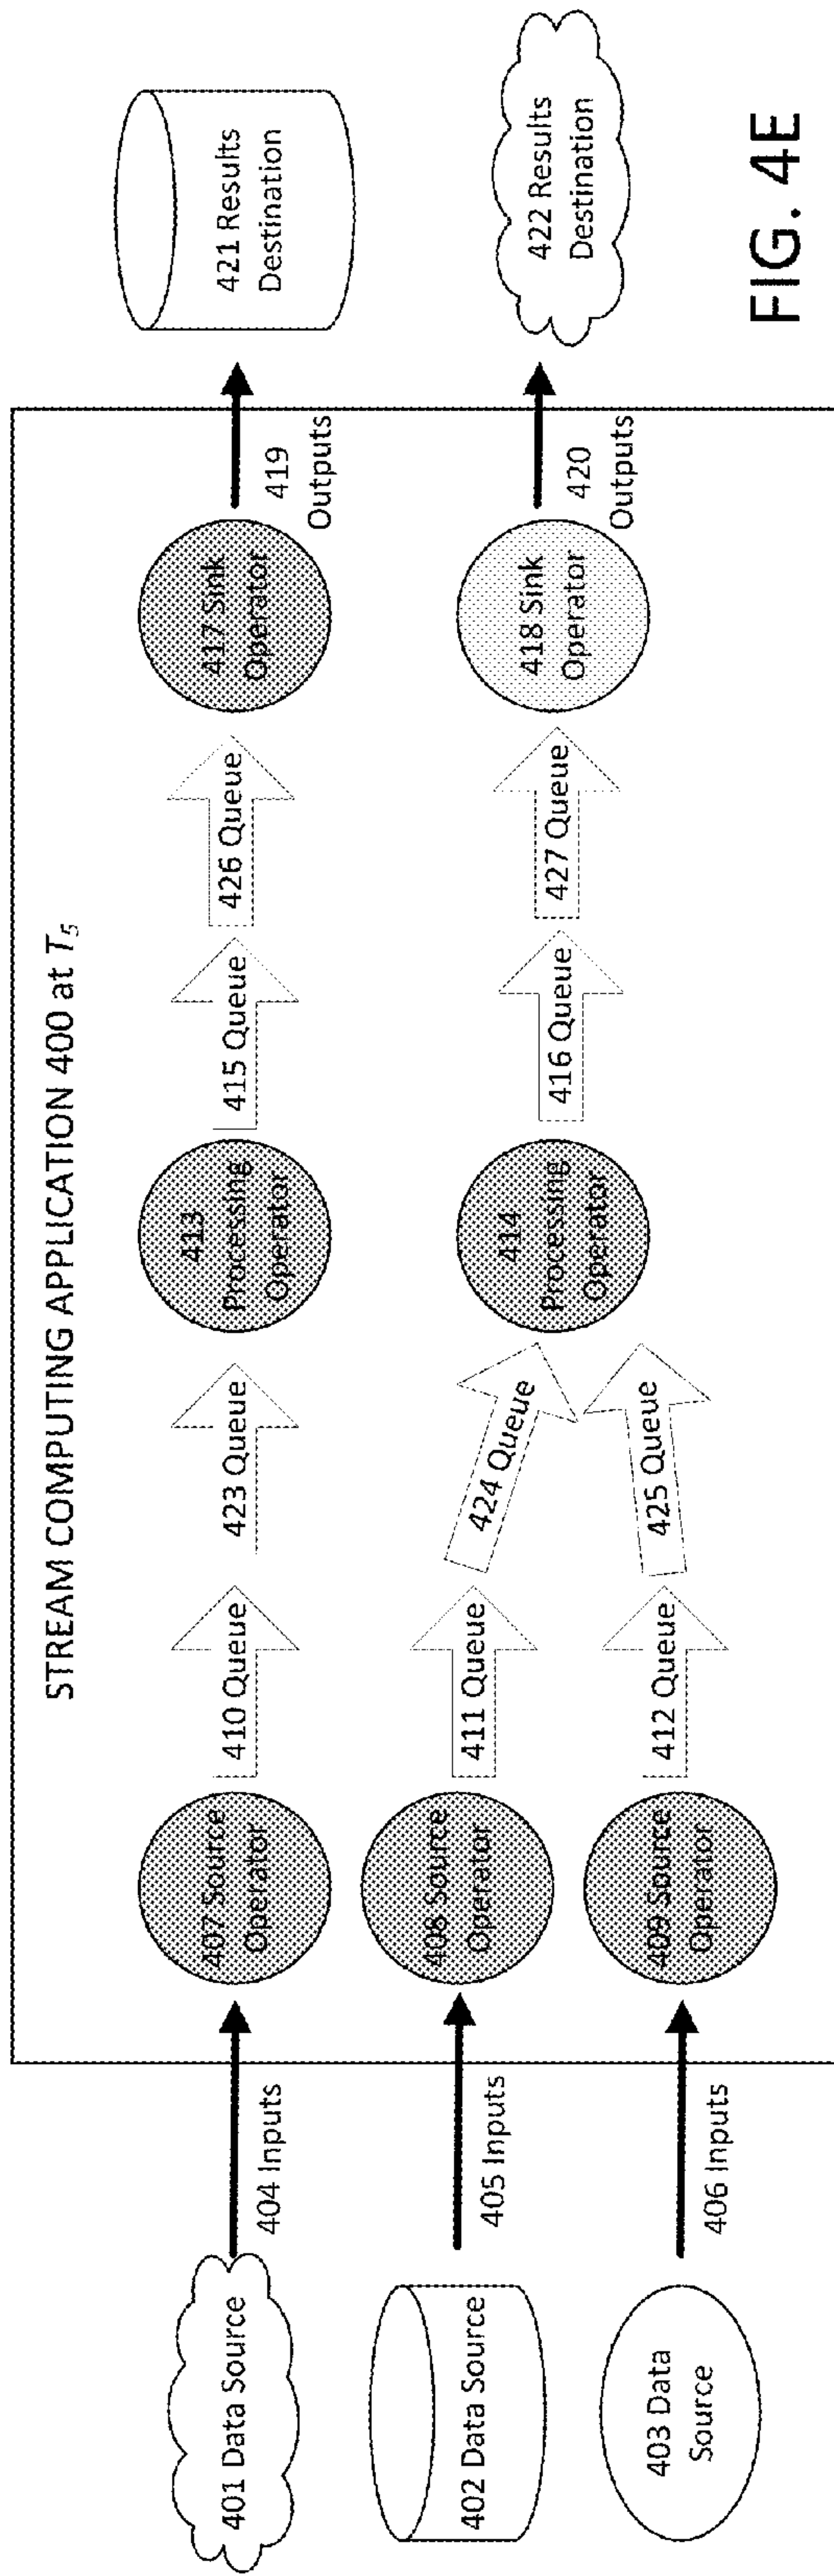 STREAM COMPUTING APPLICATION 400 at T5
401 Data Source
404 Inputs
407 Source
Operator
410 Queue
423 Queue
413
Processing
Operator
415 Queue
426 Queue
417 Sink
Operator
419
Outputs
421 Results
Destination
402 Data Source
405 Inputs
408 Source
Operator
411 Queue
424 Queue
414
Processing
Operator
416 Queue
427 Queue
418 Sink
Operator
420
Outputs
422 Results
Destination
403 Data
Source
406 Inputs
409 Source
Operator
412 Queue
425 Queue
FIG. 4E